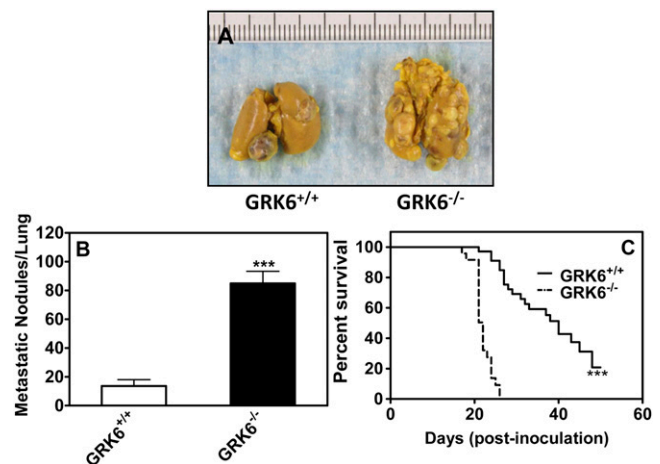 A
GRK6+/+ GRK6-/-
B
Metastatic Nodules/Lung
120
100
80
60
40
20
0
***
GRK6+/+ GRK6-/-
C
Percent survival
100
80
60
40
20
0
GRK6+/+
GRK6-/-
***
0 20 40 60
Days (post-inoculation)